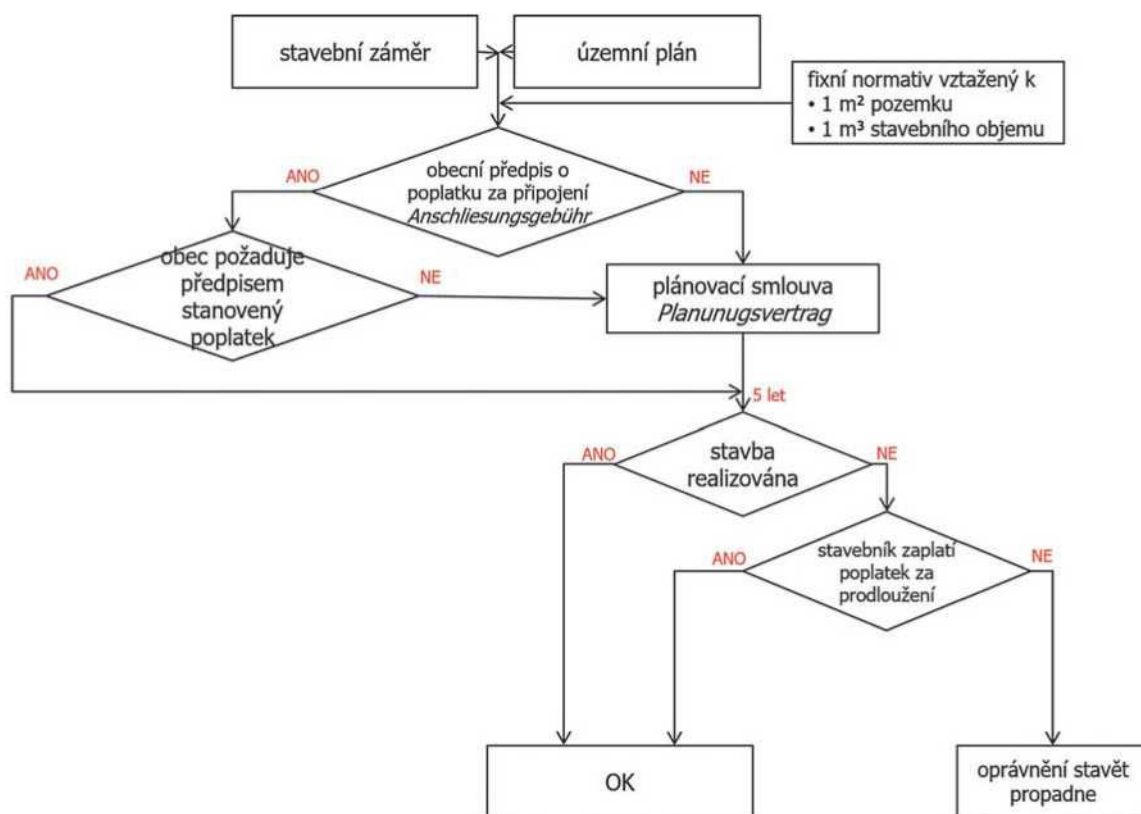 stavební záměr
územní plán
fixní normativ vztažený k
• 1 m² pozemku
• 1 m³ stavebního objemu
ANO
obecní předpis o
poplatku za připojení
Anschliesungsgebühr
NE
ANO
obec požaduje
předpisem
stanovený
poplatek
NE
plánovací smlouva
Planunugsvertrag
5 let
ANO
stavba
realizována
NE
ANO
stavebník zaplatí
poplatek za
prodloužení
NE
OK
oprávnění stavět
propadne